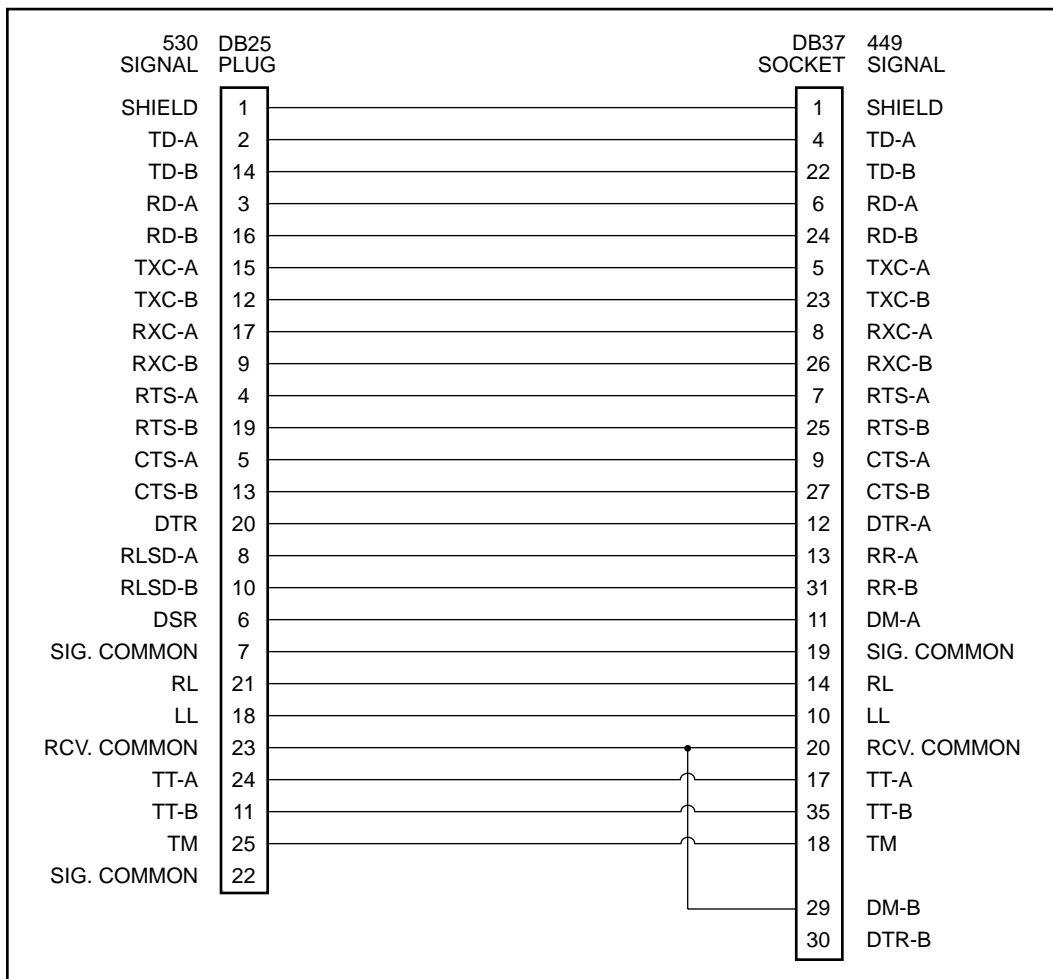 530 DB25 DB37 449
SIGNAL PLUG SOCKET SIGNAL
SHIELD 1 1 SHIELD
TD-A 2 4 TD-A
TD-B 14 22 TD-B
RD-A 3 6 RD-A
RD-B 16 24 RD-B
TXC-A 15 5 TXC-A
TXC-B 12 23 TXC-B
RXC-A 17 8 RXC-A
RXC-B 9 26 RXC-B
RTS-A 4 7 RTS-A
RTS-B 19 25 RTS-B
CTS-A 5 9 CTS-A
CTS-B 13 27 CTS-B
DTR 20 12 DTR-A
RLSD-A 8 13 RR-A
RLSD-B 10 31 RR-B
DSR 6 11 DM-A
SIG. COMMON 7 19 SIG. COMMON
RL 21 14 RL
LL 18 10 LL
RCV. COMMON 23 20 RCV. COMMON
TT-A 24 17 TT-A
TT-B 11 35 TT-B
TM 25 18 TM
SIG. COMMON 22
29 DM-B
30 DTR-B